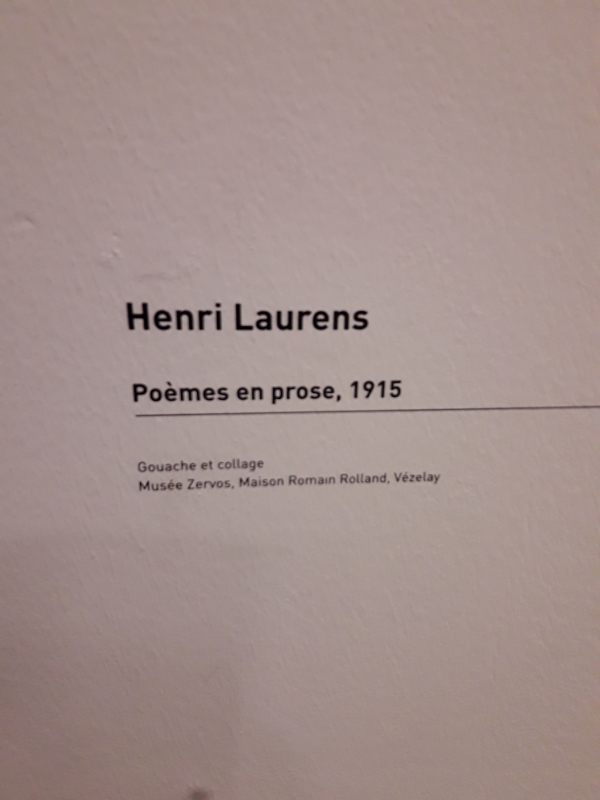 Henri Laurens
Poèmes en prose, 1915
Gouache et collage
Musée Zervos, Maison Romain Rolland, Vézelay